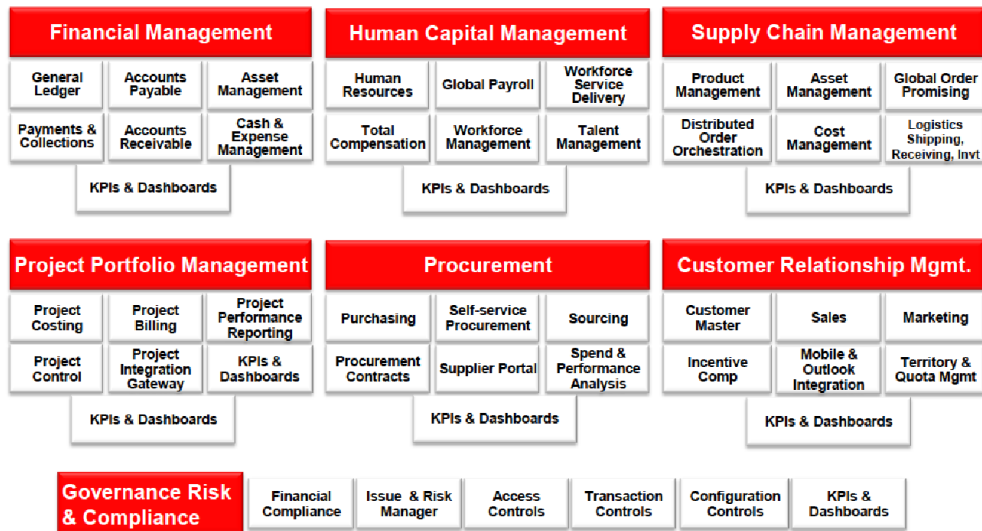 Financial Management
General
Ledger
Accounts
Payable
Asset
Management
Payments &
Collections
Accounts
Receivable
Cash &
Expense
Management
KPIs & Dashboards
Human Capital Management
Human
Resources
Global Payroll
Workforce
Service
Delivery
Total
Compensation
Workforce
Management
Talent
Management
KPIs & Dashboards
Supply Chain Management
Product
Management
Asset
Management
Global Order
Promising
Distributed
Order
Orchestration
Cost
Management
Logistics
Shipping,
Receiving, Invt
KPIs & Dashboards
Project Portfolio Management
Project
Costing
Project
Billing
Project
Performance
Reporting
Project
Control
Project
Integration
Gateway
KPIs &
Dashboards
KPIs & Dashboards
Procurement
Purchasing
Self-service
Procurement
Sourcing
Procurement
Contracts
Supplier Portal
Spend &
Performance
Analysis
KPIs & Dashboards
Customer Relationship Mgmt.
Customer
Master
Sales
Marketing
Incentive
Comp
Mobile &
Outlook
Integration
Territory &
Quota Mgmt
KPIs & Dashboards
Governance Risk
& Compliance
Financial
Compliance
Issue & Risk
Manager
Access
Controls
Transaction
Controls
Configuration
Controls
KPIs &
Dashboards